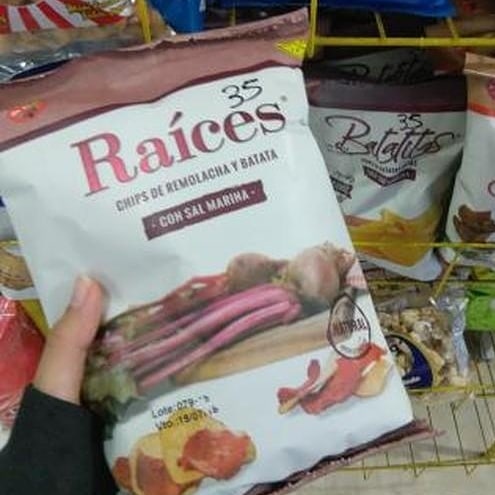 35
Raíces
CHIPS DE REMOLACHA Y BATATA
CON SAL MARINA
NATURAL
35
Batatitas